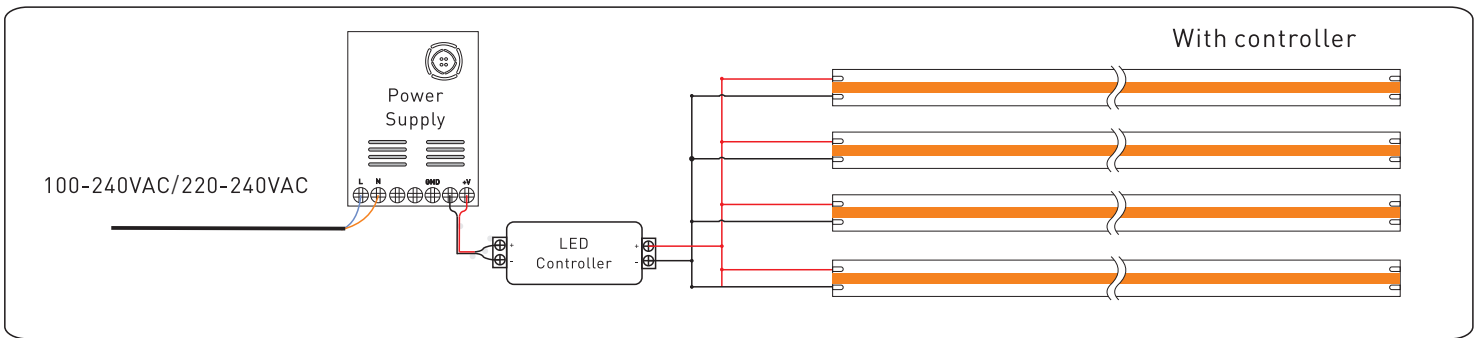 With controller
Power
Supply
L N GND +V
100-240VAC/220-240VAC
LED
Controller
+
-
+
-